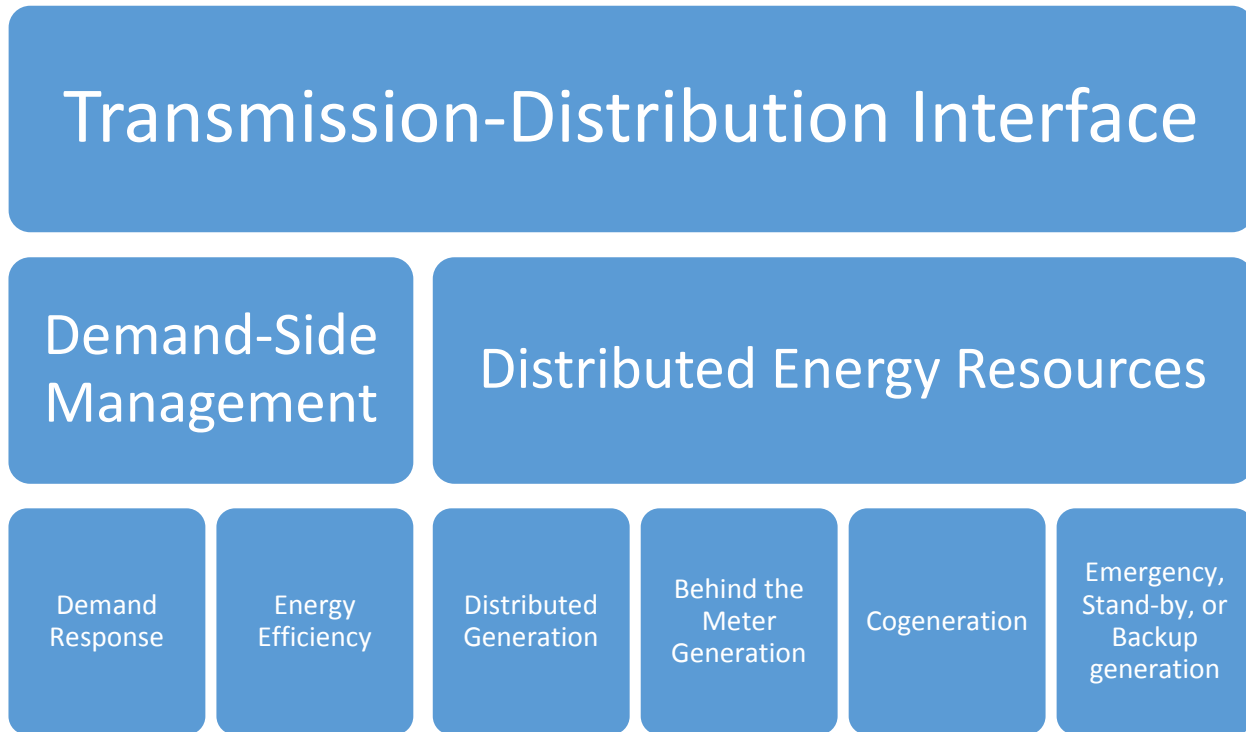 Transmission-Distribution Interface
Demand-Side
Management
Distributed Energy Resources
Demand
Response
Energy
Efficiency
Distributed
Generation
Behind the
Meter
Generation
Cogeneration
Emergency,
Stand-by, or
Backup
generation